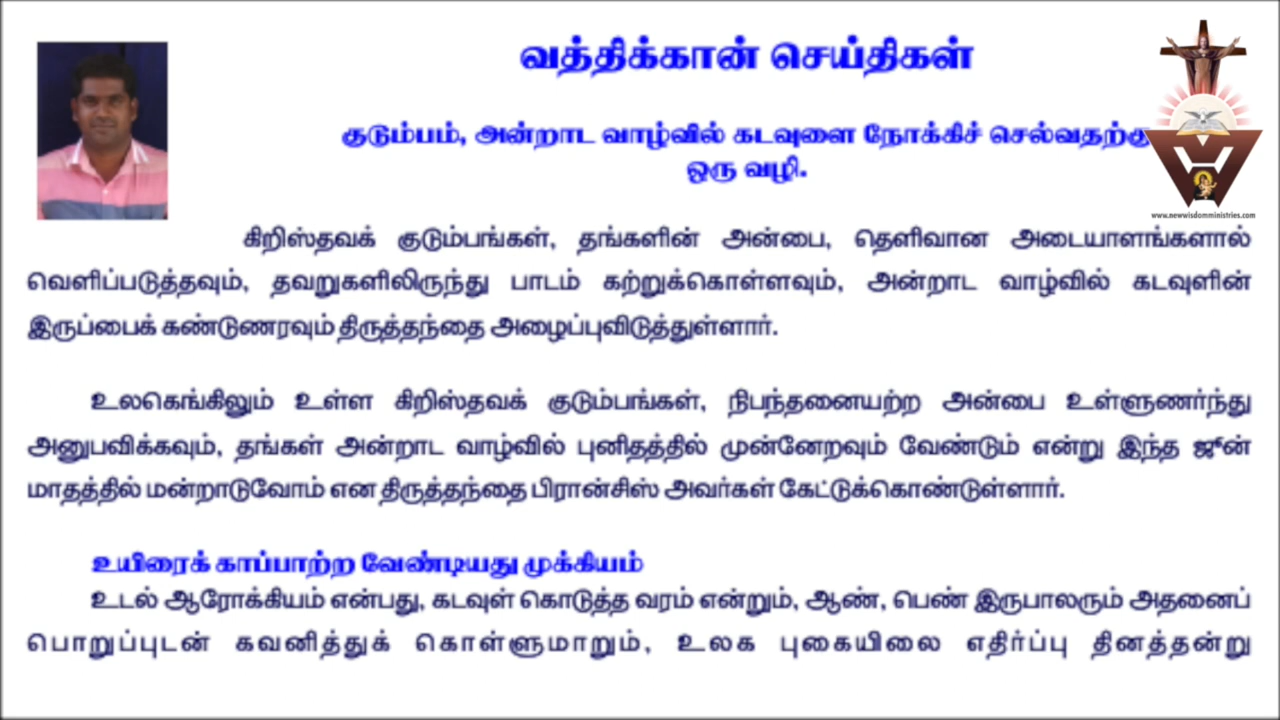 வத்திக்கான் செய்திகள்
குடும்பம், அன்றாட வாழ்வில் கடவுளை நோக்கிச் செல்வதற்கு
ஒரு வழி.
www.newwisdomministries.com
கிறிஸ்தவக் குடும்பங்கள், தங்களின் அன்பை, தெளிவான அடையாளங்களால்
வெளிப்படுத்தவும், தவறுகளிலிருந்து பாடம் கற்றுக்கொள்ளவும், அன்றாட வாழ்வில் கடவுளின்
இருப்பைக் கண்டுணரவும் திருத்தந்தை அழைப்புவிடுத்துள்ளார்.
உலகெங்கிலும் உள்ள கிறிஸ்தவக் குடும்பங்கள், நிபந்தனையற்ற அன்பை உள்ளுணர்ந்து
அனுபவிக்கவும், தங்கள் அன்றாட வாழ்வில் புனிதத்தில் முன்னேறவும் வேண்டும் என்று இந்த ஜூன்
மாதத்தில் மன்றாடுவோம் என திருத்தந்தை பிரான்சிஸ் அவர்கள் கேட்டுக்கொண்டுள்ளார்.
உயிரைக் காப்பாற்ற வேண்டியது முக்கியம்
உடல் ஆரோக்கியம் என்பது, கடவுள் கொடுத்த வரம் என்றும், ஆண், பெண் இருபாலரும் அதனைப்
பொறுப்புடன் கவனித்துக் கொள்ளுமாறும், உலக புகையிலை எதிர்ப்பு தினத்தன்று